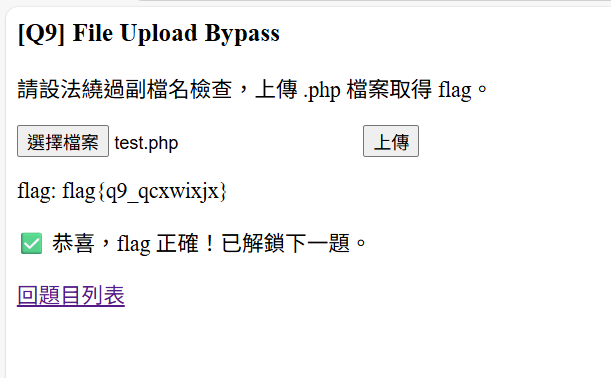 [Q9] File Upload Bypass
請設法繞過副檔名檢查，上傳 .php 檔案取得 flag。
選擇檔案 test.php 上傳
flag: flag{q9_qcxwixjx}
✅ 恭喜，flag 正確！已解鎖下一題。
回題目列表